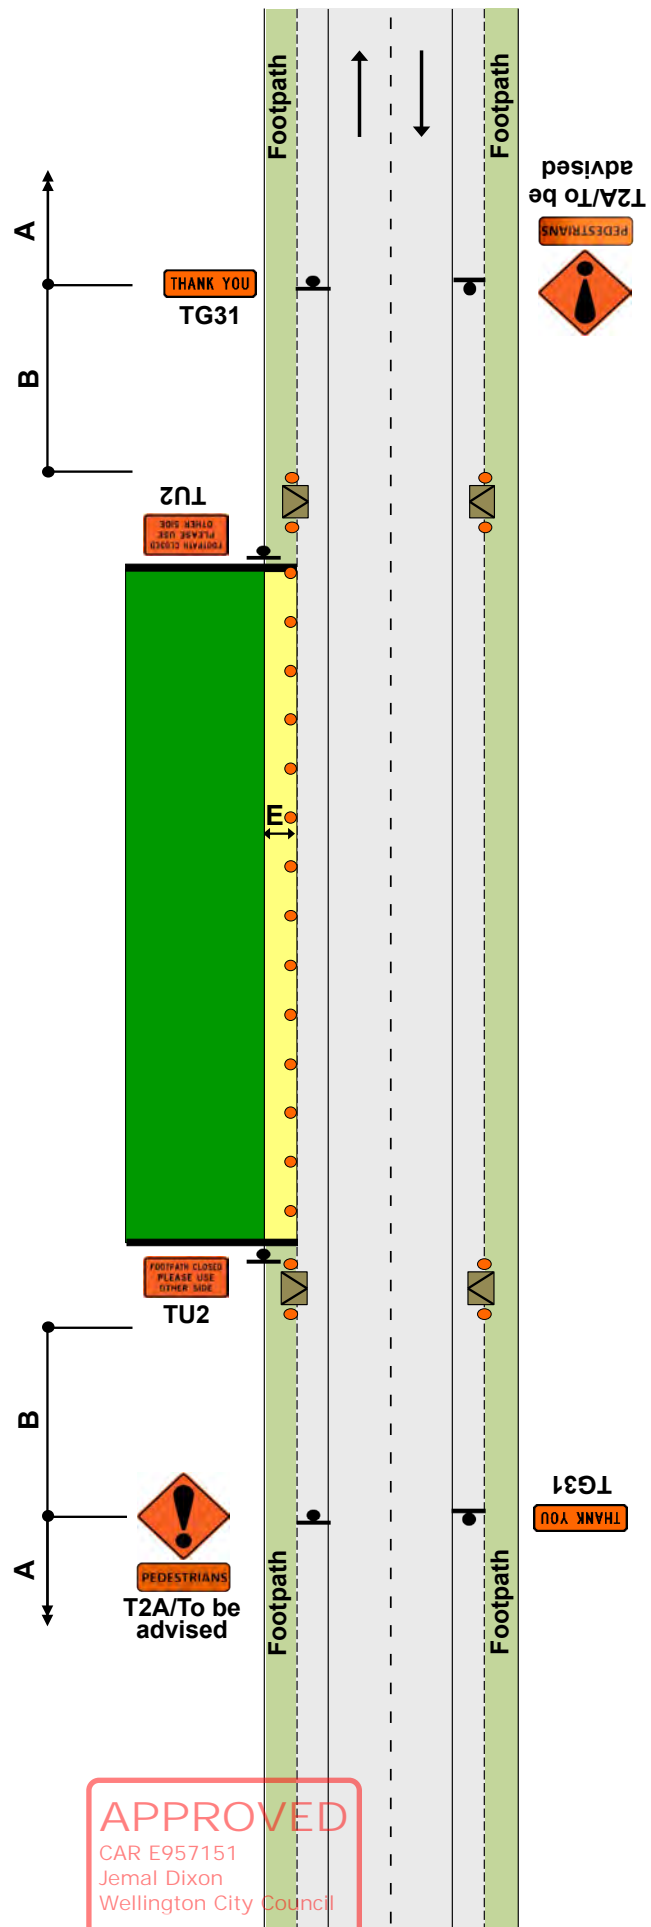 Footpath
Footpath
T2A/To be
advised
PEDESTRIANS
A
THANK YOU
TG31
B
TU2
FOOTPATH CLOSED
PLEASE USE
OTHER SIDE
E
FOOTPATH CLOSED
PLEASE USE
OTHER SIDE
TU2
B
TG31
THANK YOU
A
PEDESTRIANS
T2A/To be
advised
Footpath
Footpath
APPROVED
CAR E957151
Jemal Dixon
Wellington City Council